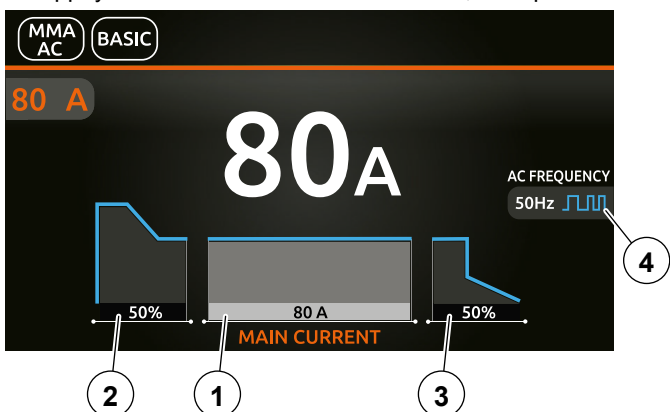 MMA
AC
BASIC
80 A
80A
AC FREQUENCY
50Hz
4
50%
80 A
50%
MAIN CURRENT
2
1
3